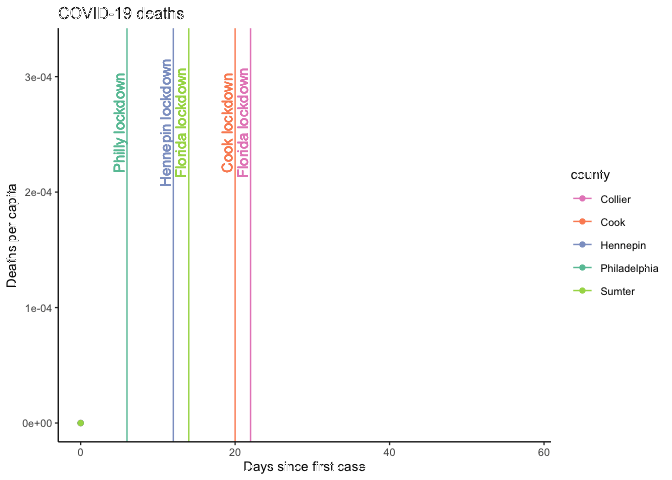 COVID-19 deaths
3e-04
2e-04
1e-04
0e+00
Deaths per capita
Philly lockdown
Hennepin lockdown
Florida lockdown
Cook lockdown
Florida lockdown
0
20
40
60
Days since first case
county
Collier
Cook
Hennepin
Philadelphia
Sumter